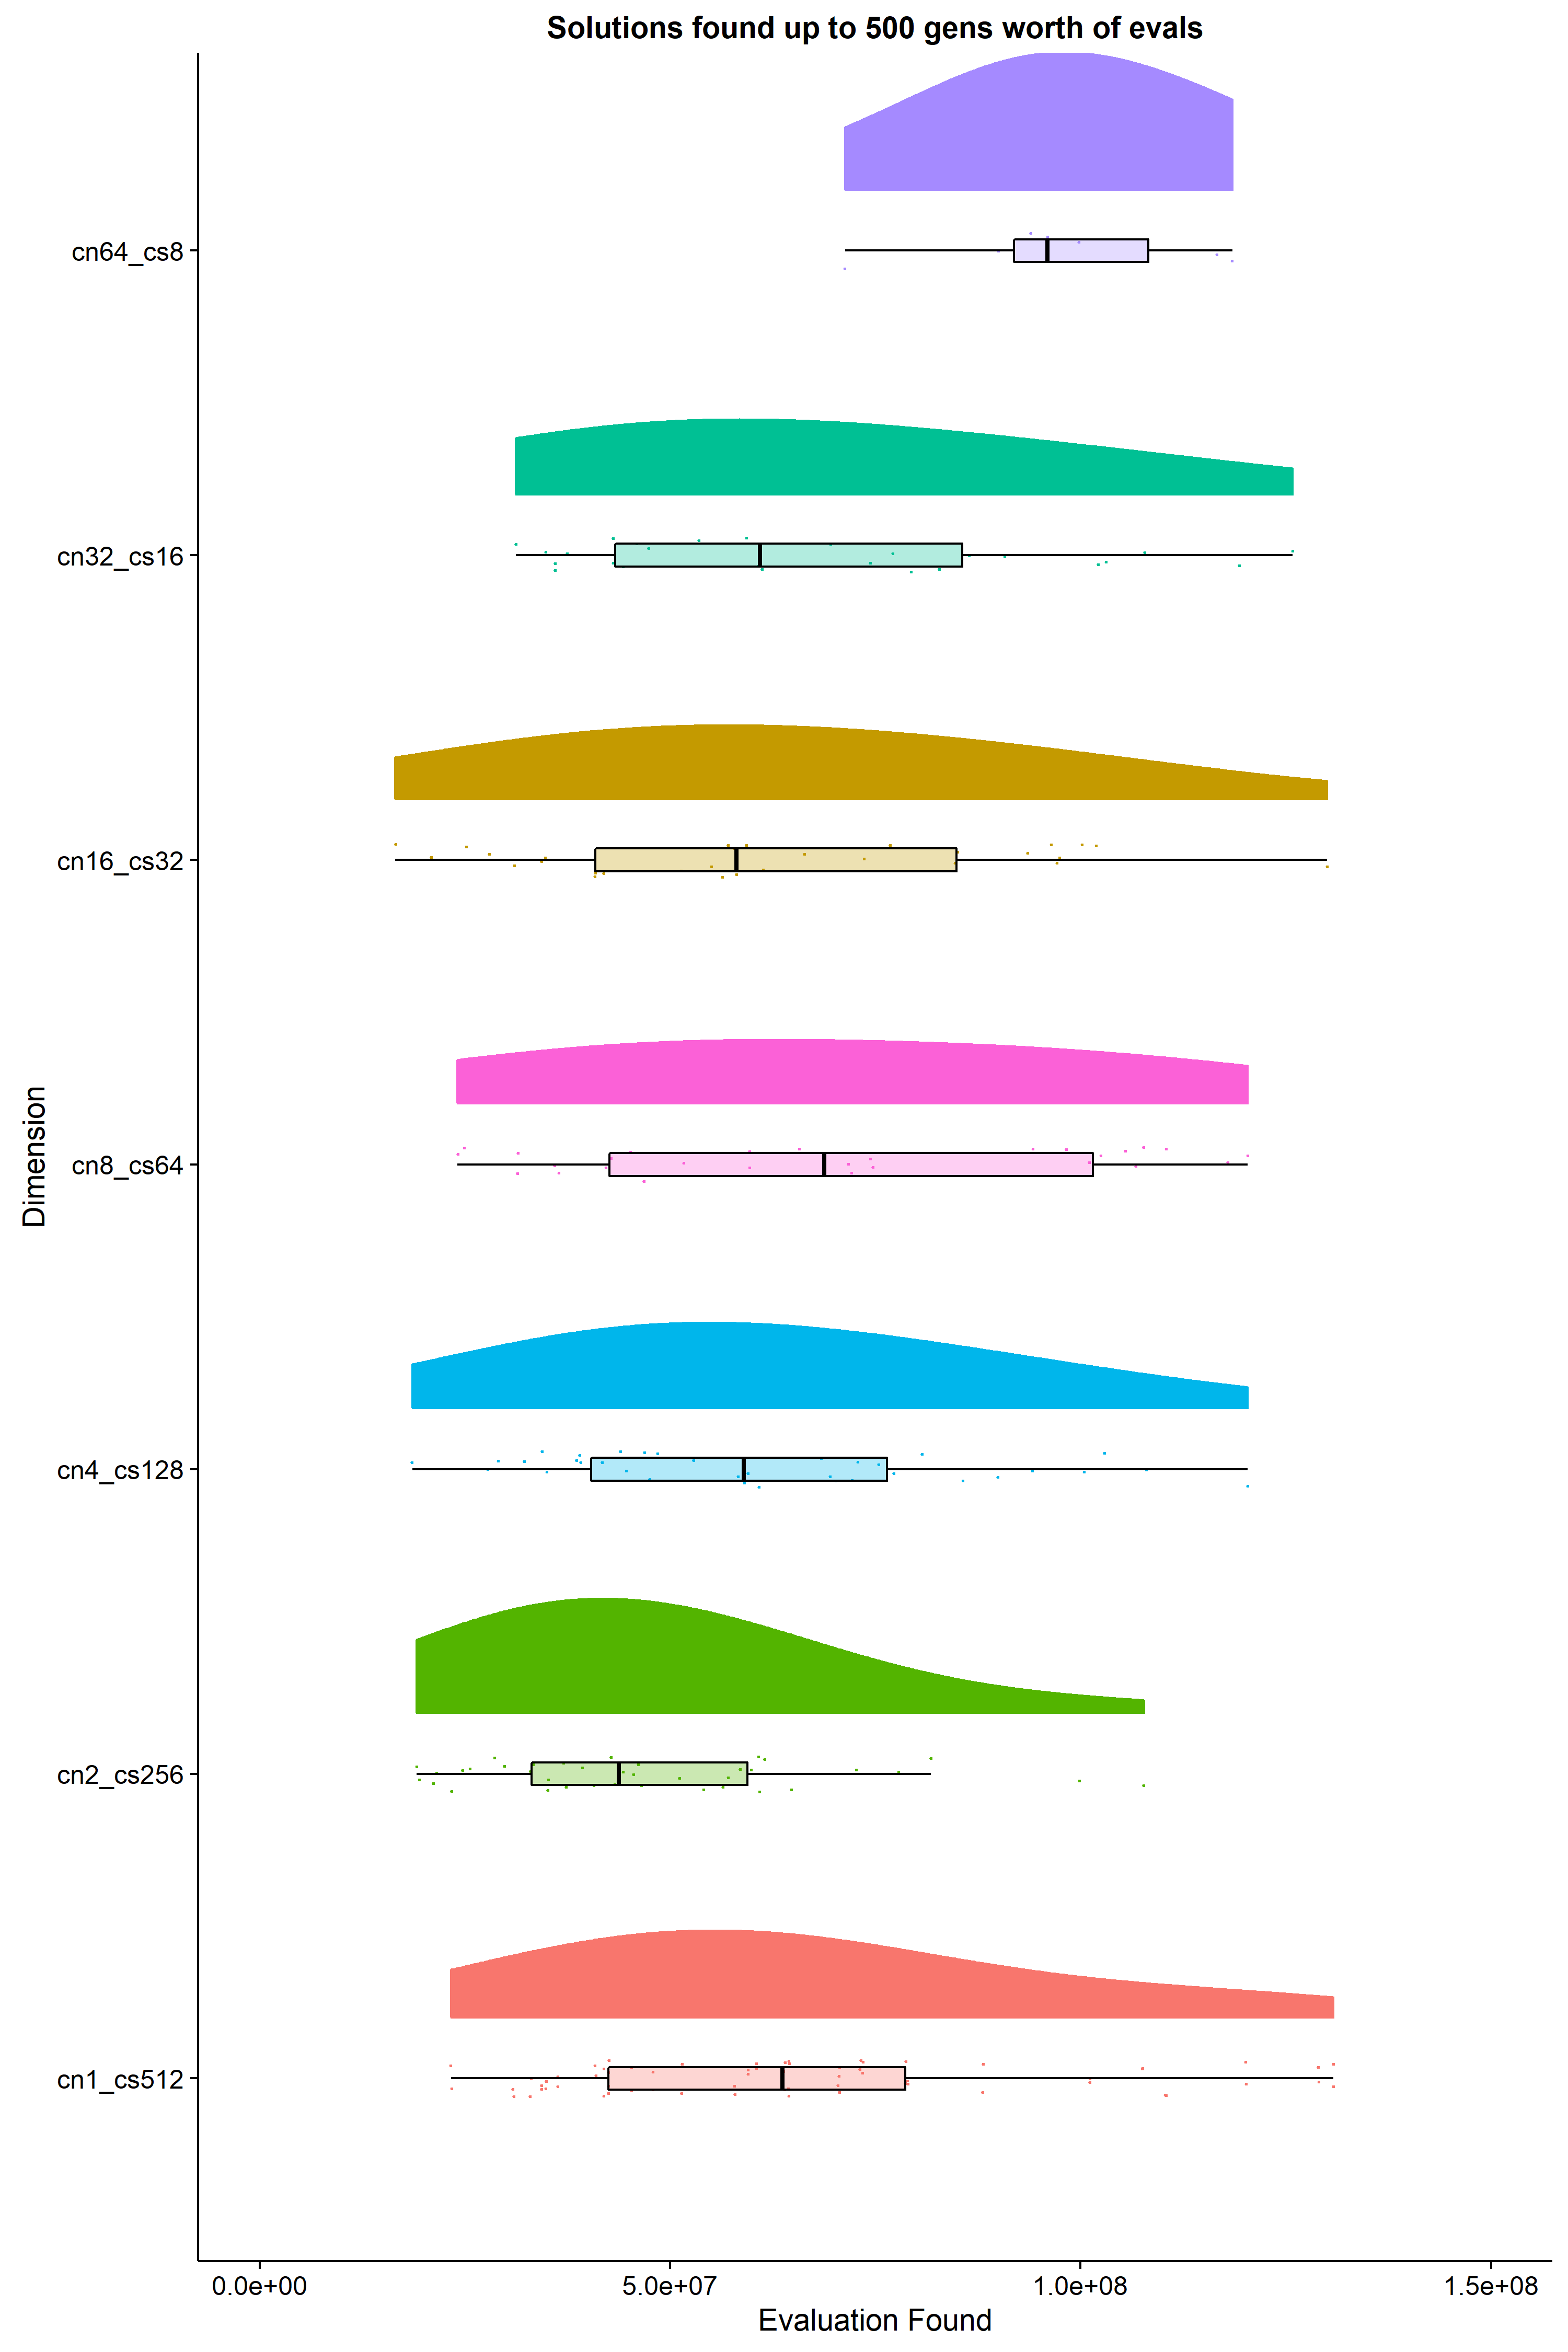 Solutions found up to 500 gens worth of evals
cn64_cs8
cn32_cs16
cn16_cs32
cn8_cs64
cn4_cs128
cn2_cs256
cn1_cs512
Dimension
0.0e+00
5.0e+07
1.0e+08
1.5e+08
Evaluation Found